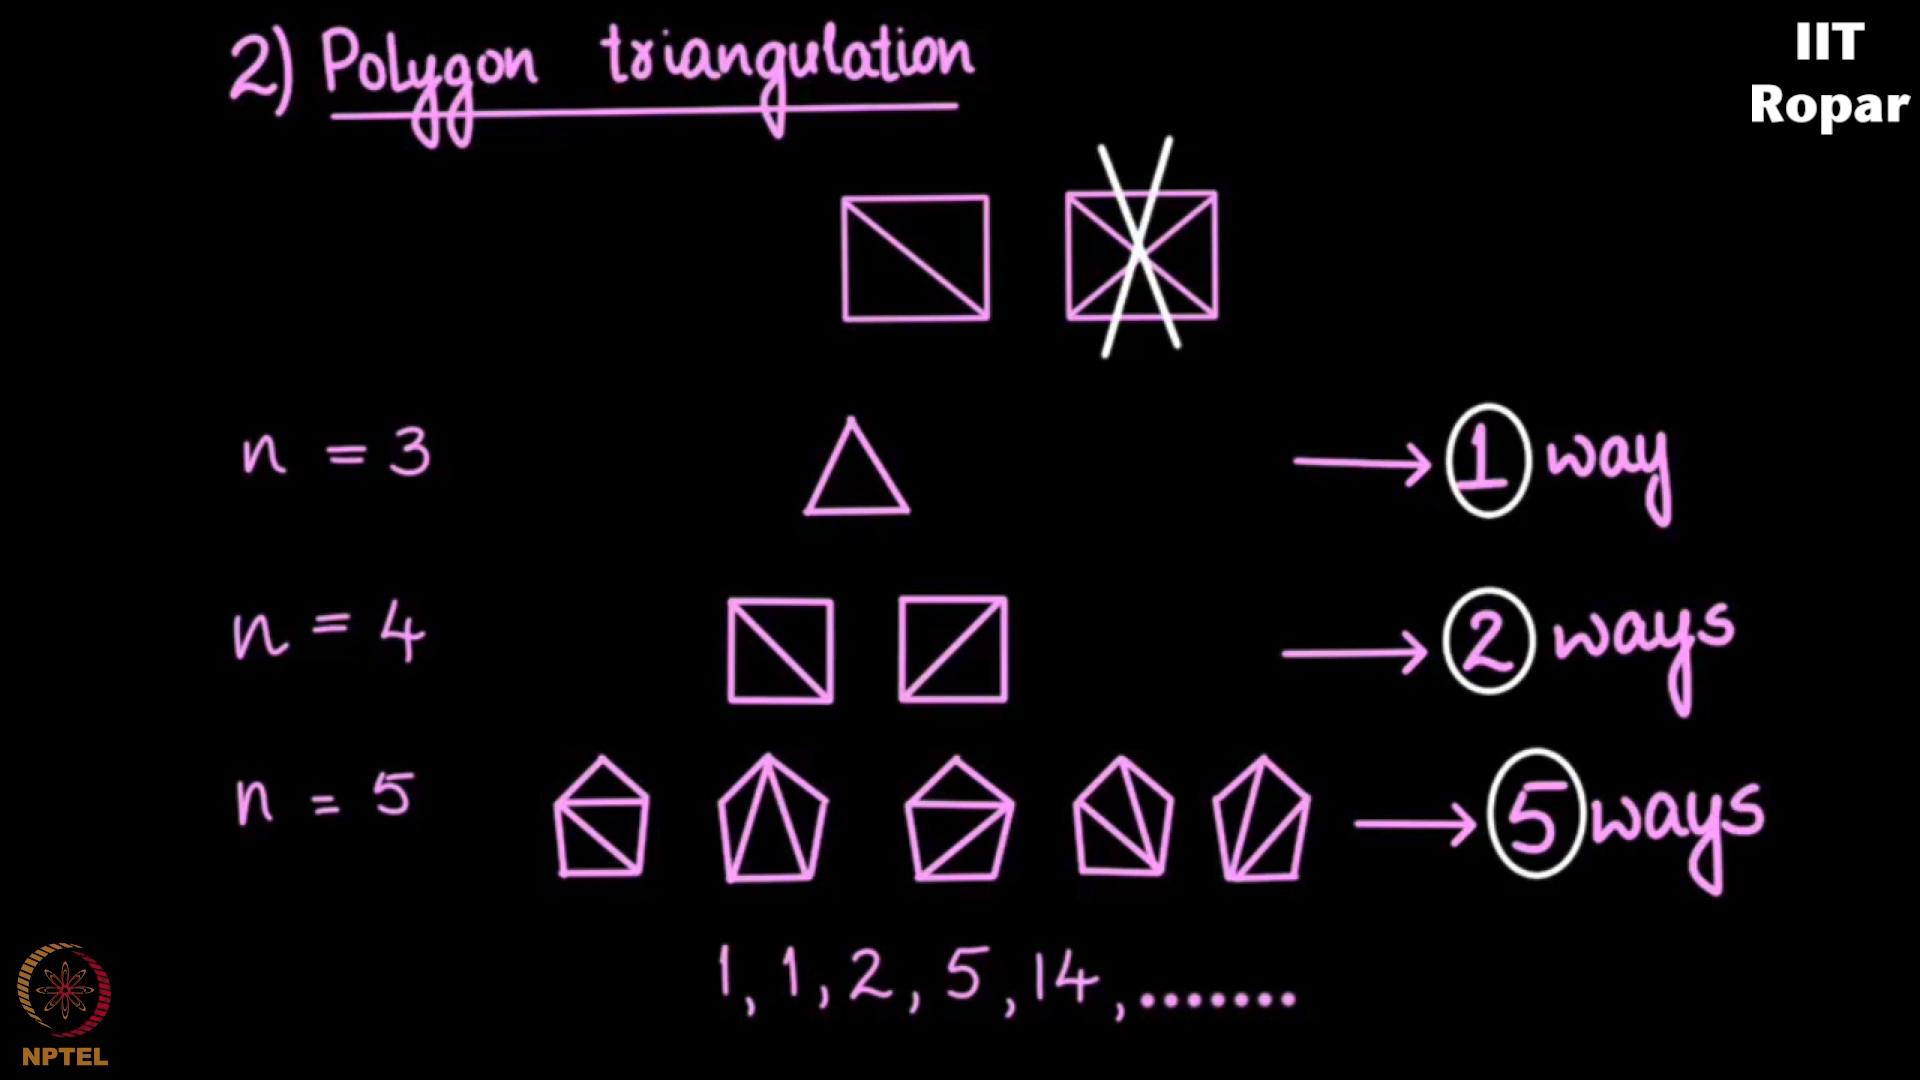 IIT
Ropar
2) Polygon triangulation
n = 3 → 1 way
n = 4 → 2 ways
n = 5 → 5 ways
1, 1, 2, 5, 14, .......
NPTEL